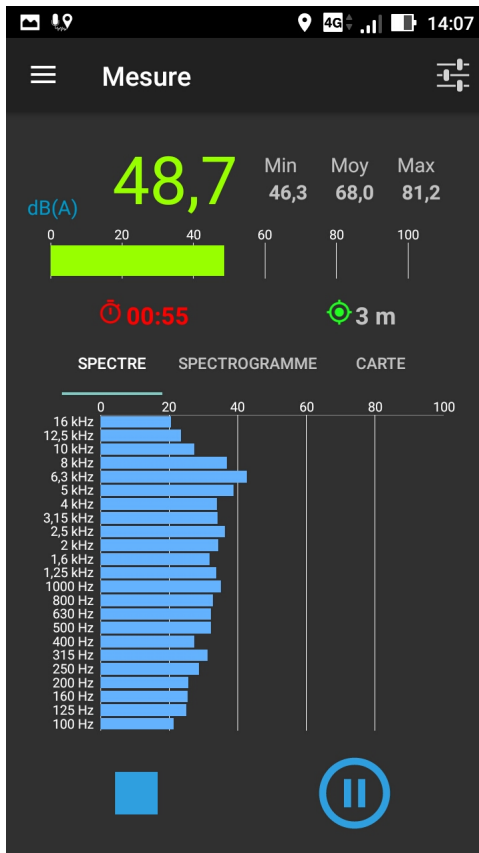 4G 14:07
Mesure
48,7
Min Moy Max
46,3 68,0 81,2
dB(A)
0 20 40 60 80 100
00:55 3 m
SPECTRE SPECTROGRAMME CARTE
0 20 40 60 80 100
16 kHz
12,5 kHz
10 kHz
8 kHz
6,3 kHz
5 kHz
4 kHz
3,15 kHz
2,5 kHz
2 kHz
1,6 kHz
1,25 kHz
1000 Hz
800 Hz
630 Hz
500 Hz
400 Hz
315 Hz
250 Hz
200 Hz
160 Hz
125 Hz
100 Hz